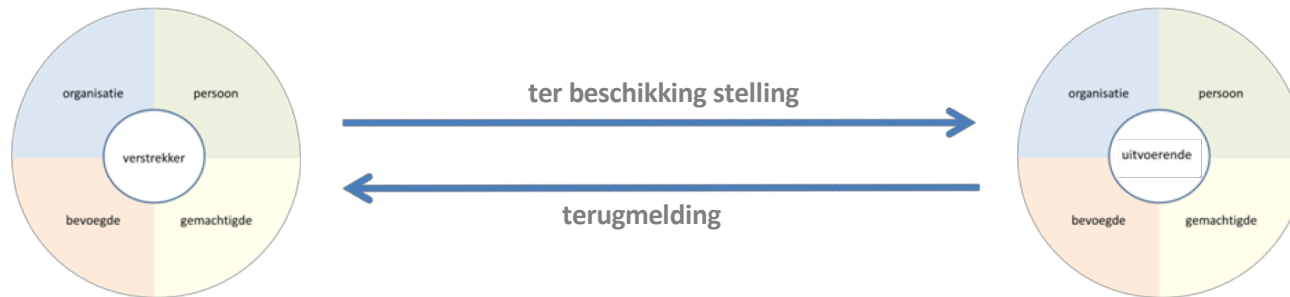 organisatie
persoon
verstrekker
bevoegde
gemachtigde
ter beschikking stelling
terugmelding
organisatie
persoon
uitvoerende
bevoegde
gemachtigde